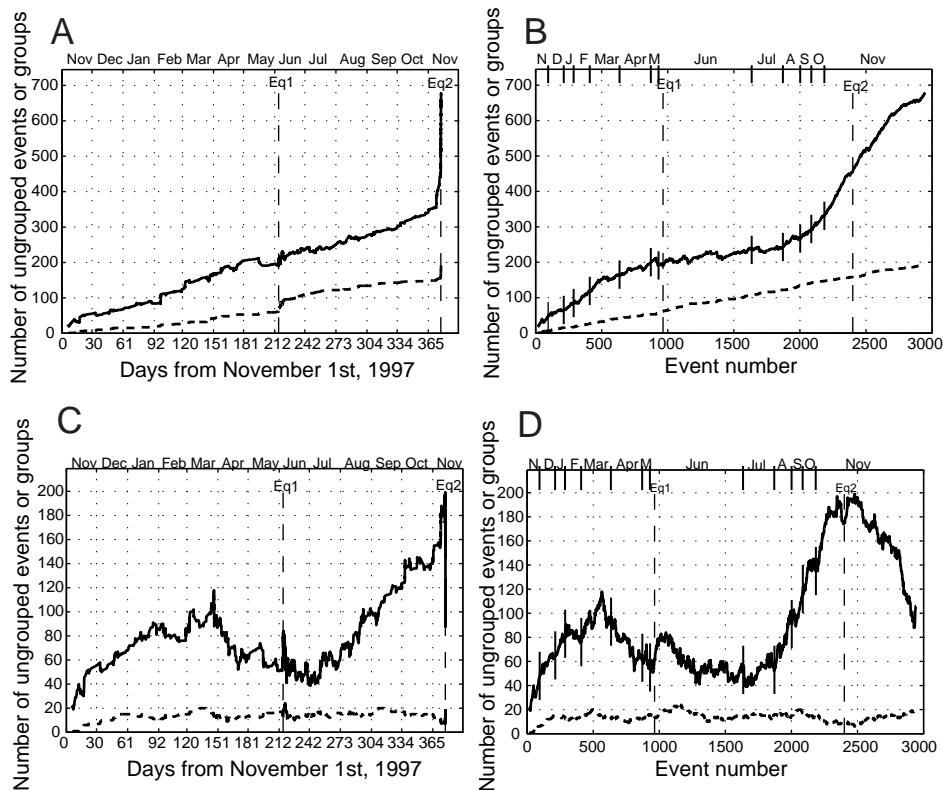 A
Nov Dec Jan Feb Mar Apr May Jun Jul Aug Sep Oct Nov
Eq1
Eq2
Number of ungrouped events or groups
700
600
500
400
300
200
100
0
0 30 61 92 123 151 181 212 242 273 304 334 365
Days from November 1st, 1997
B
N D J F Mar Apr M Jun Jul A S O Nov
Eq1
Eq2
Number of ungrouped events or groups
700
600
500
400
300
200
100
0
0 500 1000 1500 2000 2500 3000
Event number
C
Nov Dec Jan Feb Mar Apr May Jun Jul Aug Sep Oct Nov
Eq1
Eq2
Number of ungrouped events or groups
200
180
160
140
120
100
80
60
40
20
0
0 30 61 92 123 151 181 212 242 273 304 334 365
Days from November 1st, 1997
D
N D J F Mar Apr M Jun Jul A S O Nov
Eq1
Eq2
Number of ungrouped events or groups
200
180
160
140
120
100
80
60
40
20
0
0 500 1000 1500 2000 2500 3000
Event number